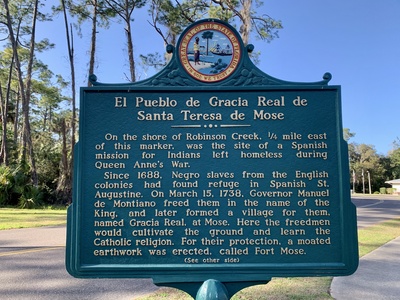 El Pueblo de Gracia Real de
Santa Teresa de Mose
On the shore of Robinson Creek, ¼ mile east
of this marker, was the site of a Spanish
mission for Indians left homeless during
Queen Anne's War.
Since 1688, Negro slaves from the English
colonies had found refuge in Spanish St.
Augustine. On March 15, 1738, Governor Manuel
de Montiano freed them in the name of the
King, and later formed a village for them,
named Gracia Real, at Mose. Here the freedmen
would cultivate the ground and learn the
Catholic religion. For their protection, a moated
earthwork was erected, called Fort Mose.
(See other side)